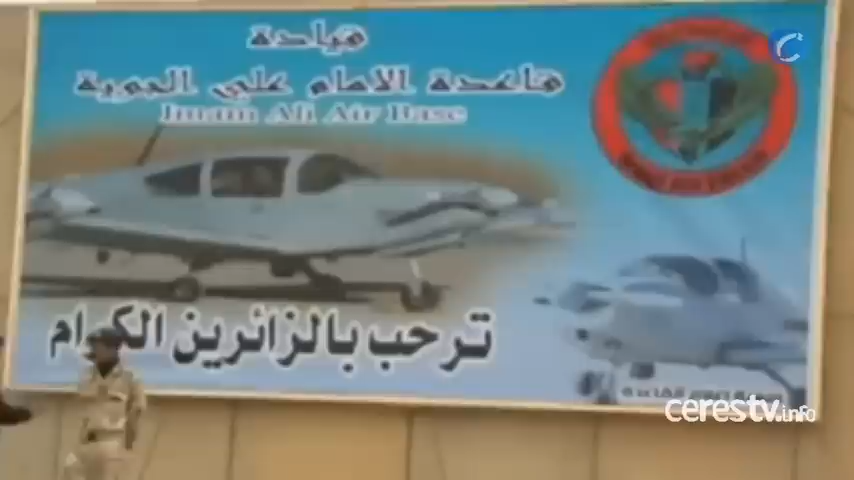 قيادة
قاعدة الامام علي الجوية
Imam Ali Air Base
ترحب بالزائرين الكرام
cerestv.info